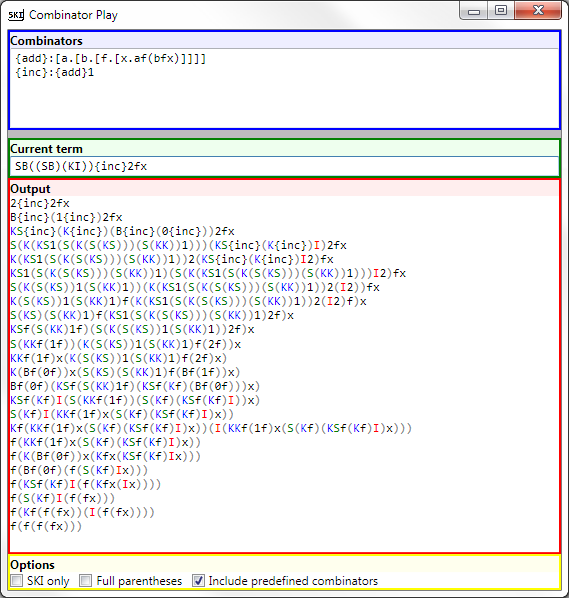 SKI Combinator Play
Combinators
{add}:[a.[b.[f.[x.af(bfx)]]]]
{inc}:{add}1
Current term
SB((SB)(KI)){inc}2fx
Output
2{inc}2fx
B{inc}(1{inc})2fx
KS{inc}(K{inc})(B{inc}(0{inc}))2fx
S(K(KS1(S(K(S(KS)))(S(KK))1)))(KS{inc}(K{inc})I)2fx
K(KS1(S(K(S(KS)))(S(KK))1))2(KS{inc}(K{inc})I2)fx
KS1(S(K(S(KS)))(S(KK))1)(S(K(KS1(S(K(S(KS)))(S(KK))1)))I2)fx
S(K(S(KS))1(S(KK)1))(K(KS1(S(K(S(KS)))(S(KK))1))2(I2))fx
K(S(KS))1(S(KK)1)f(K(KS1(S(K(S(KS)))(S(KK))1))2(I2)f)x
S(KS)(S(KK)1)f(KS1(S(K(S(KS)))(S(KK))1)2f)x
KSf(S(KK)1f)(S(K(S(KS))1(S(KK)1))2f)x
S(KKf(1f))(K(S(KS))1(S(KK)1)f(2f))x
KKf(1f)x(K(S(KS))1(S(KK)1)f(2f)x)
K(Bf(0f))x(S(KS)(S(KK)1)f(Bf(1f))x)
Bf(0f)(KSf(S(KK)1f)(KSf(Kf)(Bf(0f)))x)
KSf(Kf)I(S(KKf(1f))(S(Kf)(KSf(Kf)I))x)
S(Kf)I(KKf(1f)x(S(Kf)(KSf(Kf)I)x))
Kf(KKf(1f)x(S(Kf)(KSf(Kf)I)x))(I(KKf(1f)x(S(Kf)(KSf(Kf)I)x)))
f(KKf(1f)x(S(Kf)(KSf(Kf)I)x))
f(K(Bf(0f))x(Kfx(KSf(Kf)Ix)))
f(Bf(0f)(f(S(Kf)Ix)))
f(KSf(Kf)I(f(Kfx(Ix))))
f(S(Kf)I(f(fx)))
f(Kf(f(fx))(I(f(fx))))
f(f(f(fx)))
Options
SKI only Full parentheses Include predefined combinators